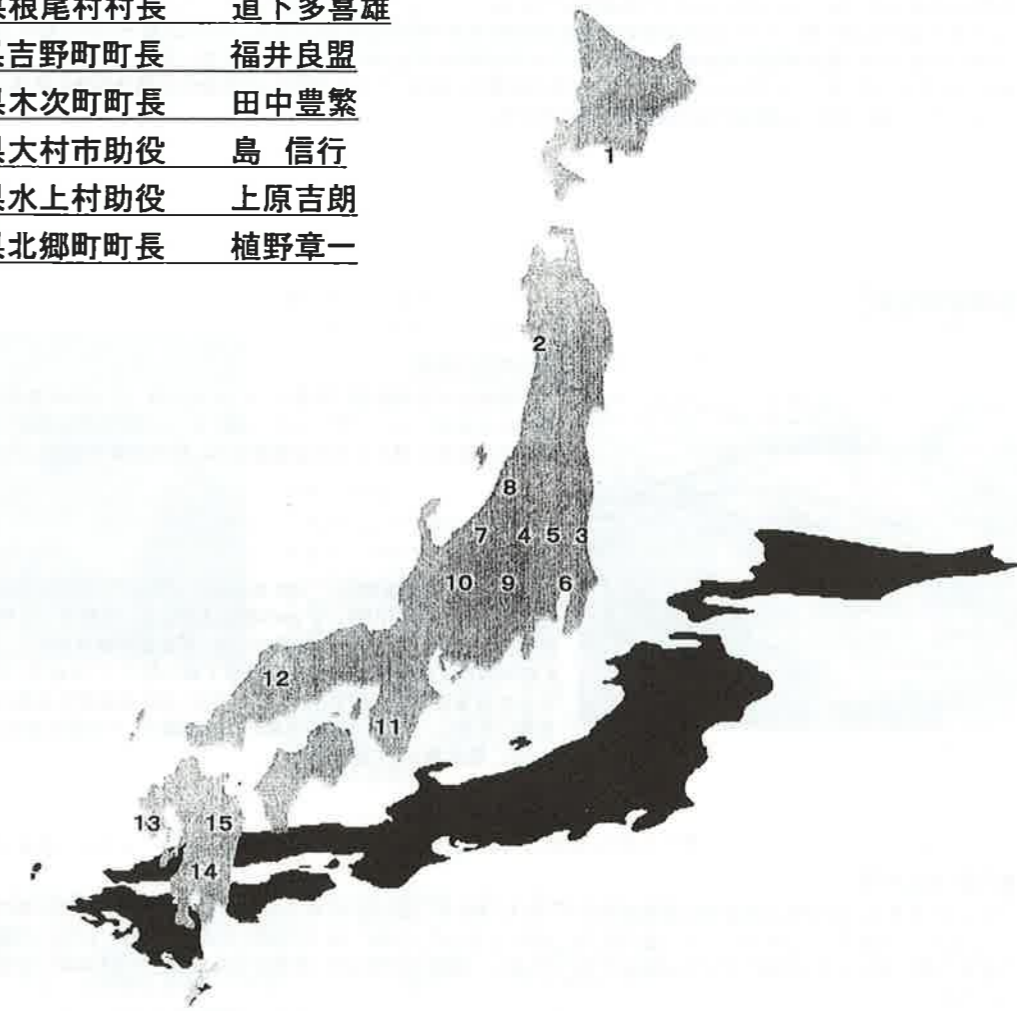 県根尾村村長 道下多喜雄
県吉野町町長 福井良盟
県木次町町長 田中豊繁
県大村市助役 島 信行
県水上村助役 上原吉朗
県北郷町町長 植野章一
1
2
8
7 4 5 3
10 9 6
12
11
13 15
14